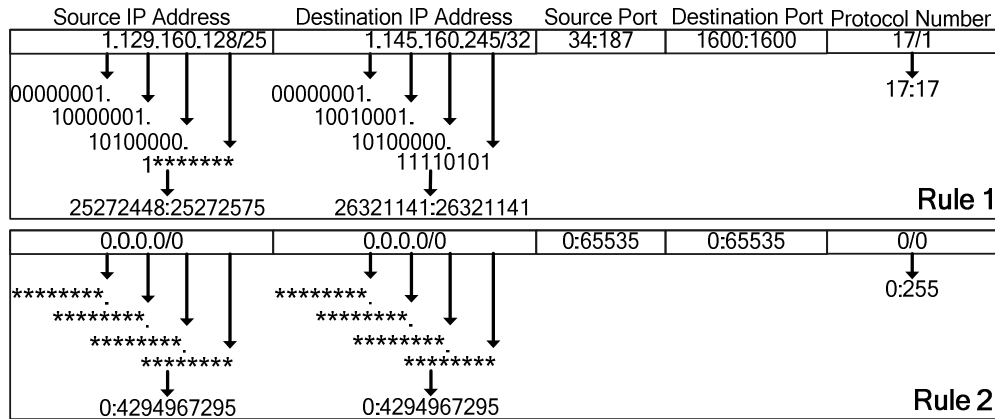 Source IP Address Destination IP Address Source Port Destination Port Protocol Number
1.129.160.128/25 1.145.160.245/32 34:187 1600:1600 17/1
00000001. 00000001. 17:17
10000001. 10010001.
10100000. 10100000.
1******* 11110101
25272448:25272575 26321141:26321141
Rule 1
0.0.0.0/0 0.0.0.0/0 0:65535 0:65535 0/0
********. ********. 0:255
********. ********.
********. ********.
******** ********
0:4294967295 0:4294967295
Rule 2